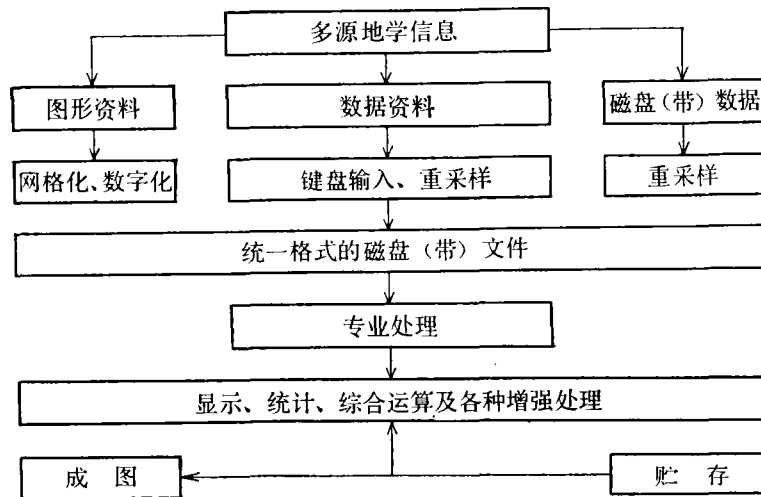 多源地学信息
图形资料
数据资料
磁盘(带)数据
网格化、数字化
键盘输入、重采样
重采样
统一格式的磁盘(带)文件
专业处理
显示、统计、综合运算及各种增强处理
成 图
贮 存